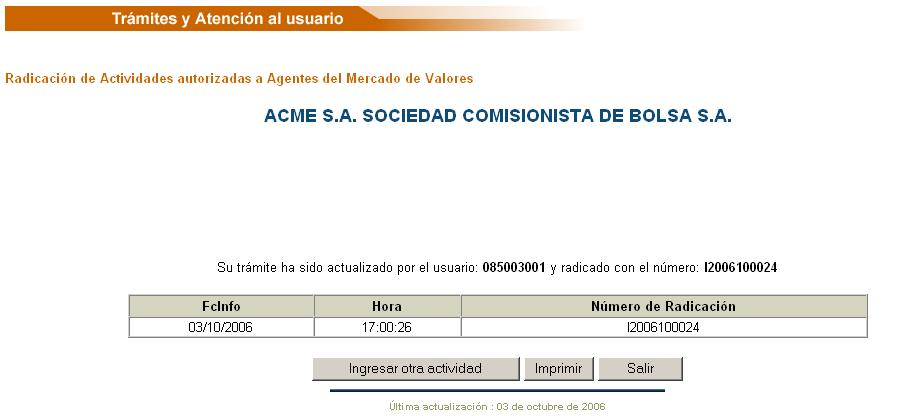 Trámites y Atención al usuario
Radicación de Actividades autorizadas a Agentes del Mercado de Valores
ACME S.A. SOCIEDAD COMISIONISTA DE BOLSA S.A.
Su trámite ha sido actualizado por el usuario: 085003001 y radicado con el número: I2006100024
FcInfo Hora Número de Radicación
03/10/2006 17:00:26 I2006100024
Ingresar otra actividad Imprimir Salir
Última actualización : 03 de octubre de 2006